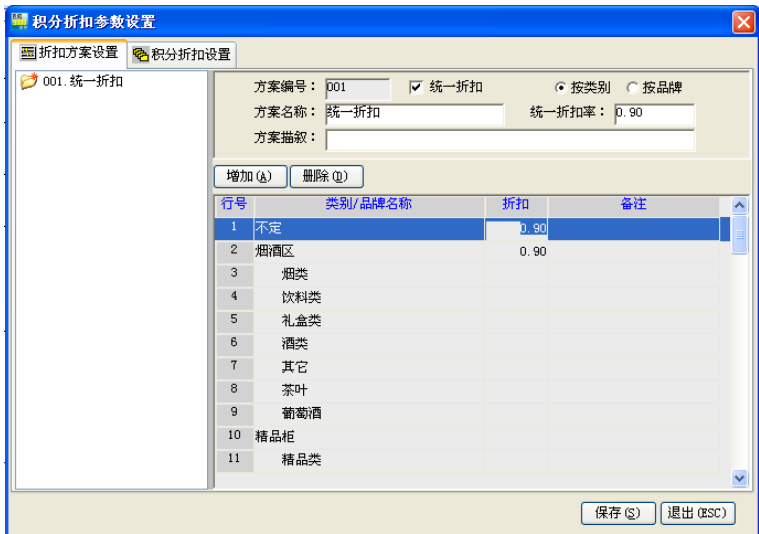 积分折扣参数设置
折扣方案设置 积分折扣设置
001.统一折扣
方案编号： 001 统一折扣 按类别 按品牌
方案名称： 统一折扣 统一折扣率： 0.90
方案描叙：
增加(A) 删除(D)
行号 类别/品牌名称 折扣 备注
1 不定 0.90
2 烟酒区 0.90
3 烟类
4 饮料类
5 礼盒类
6 酒类
7 其它
8 茶叶
9 葡萄酒
10 精品柜
11 精品类
保存(S) 退出(ESC)